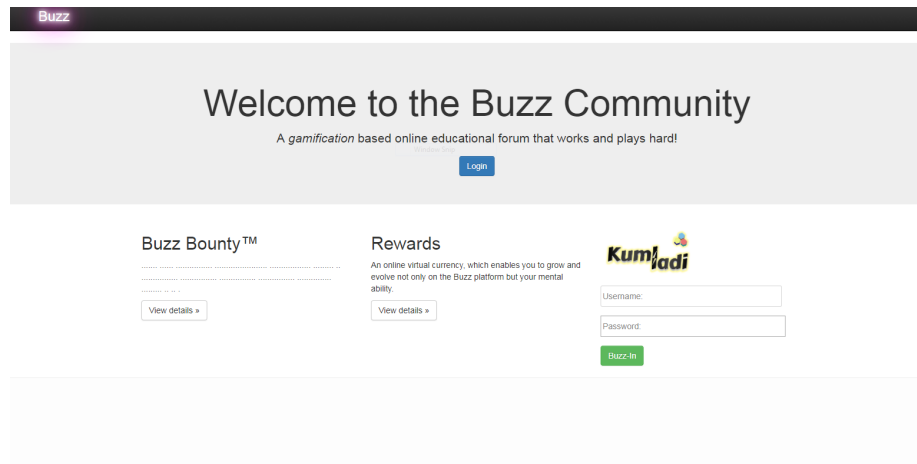 Buzz
Welcome to the Buzz Community
A gamification based online educational forum that works and plays hard!
Login
Buzz Bounty™
....... ...... ................ ....................... ................... ......... ..
................ ................ ..................... ................ ...............
......... .. .. .
View details »
Rewards
An online virtual currency, which enables you to grow and
evolve not only on the Buzz platform but your mental
ability.
View details »
Kumladi
Username:
Password:
Buzz-In